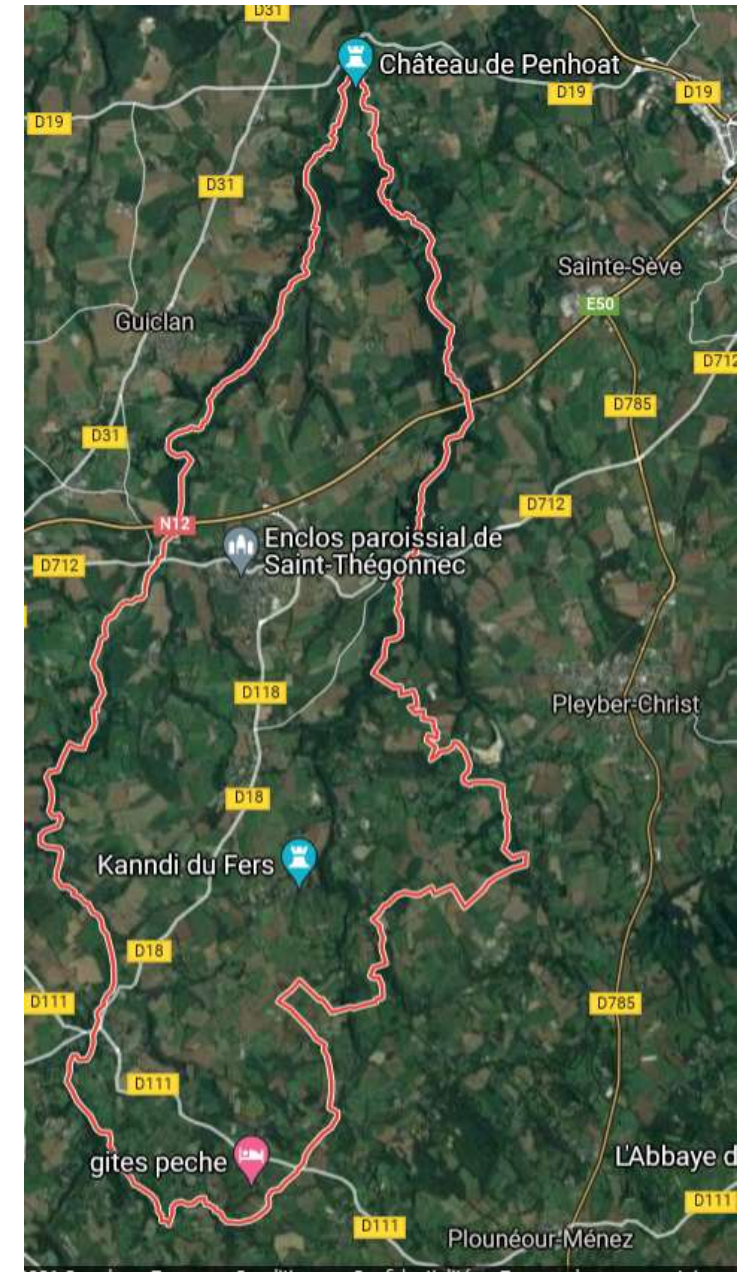 D31
Château de Penhoat
D19
D19
D19
D31
Sainte-Sève
E50
Guiclan
D712
D785
D31
D712
N12
Enclos paroissial de
Saint-Thégonnec
D712
D118
Pleyber-Christ
D18
Kanndi du Fers
D18
D111
D785
D111
gites peche
L'Abbaye d
D111
D111
Plounéour-Ménez